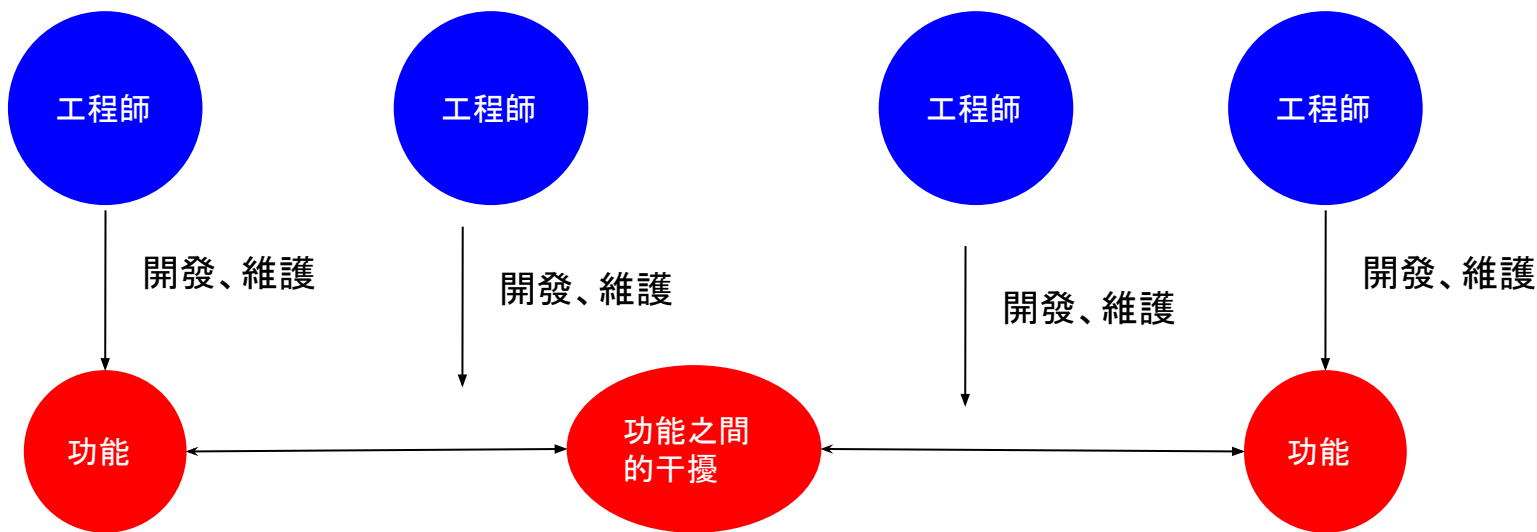 工程師
工程師
工程師
工程師
開發、維護
開發、維護
開發、維護
開發、維護
功能
功能之間
的干擾
功能